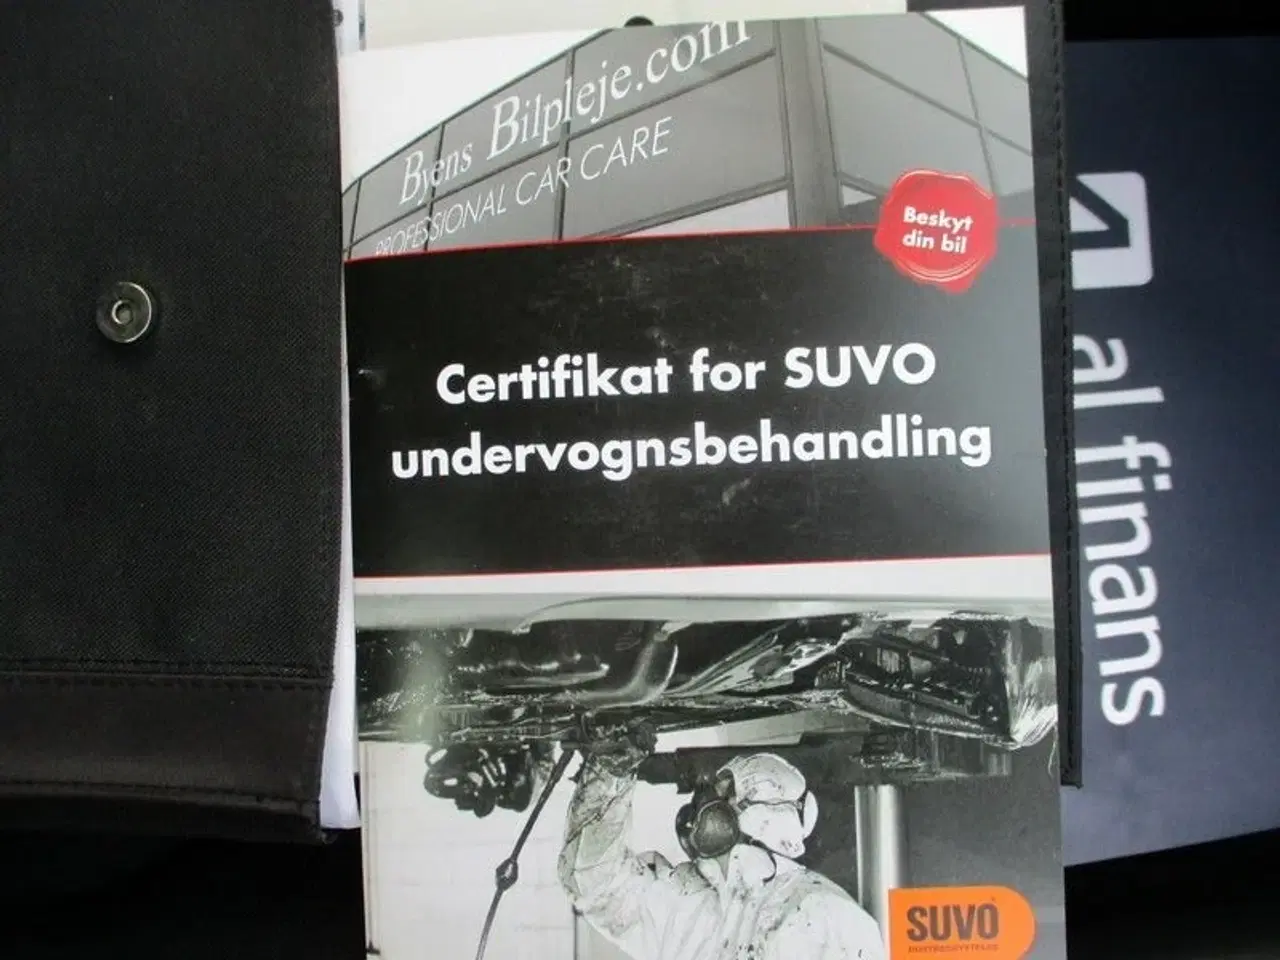 Byens Bilpleje.com
PROFESSIONAL CAR CARE
Beskyt
din bil
Certifikat for SUVO
undervognsbehandling
SUVO
al finans